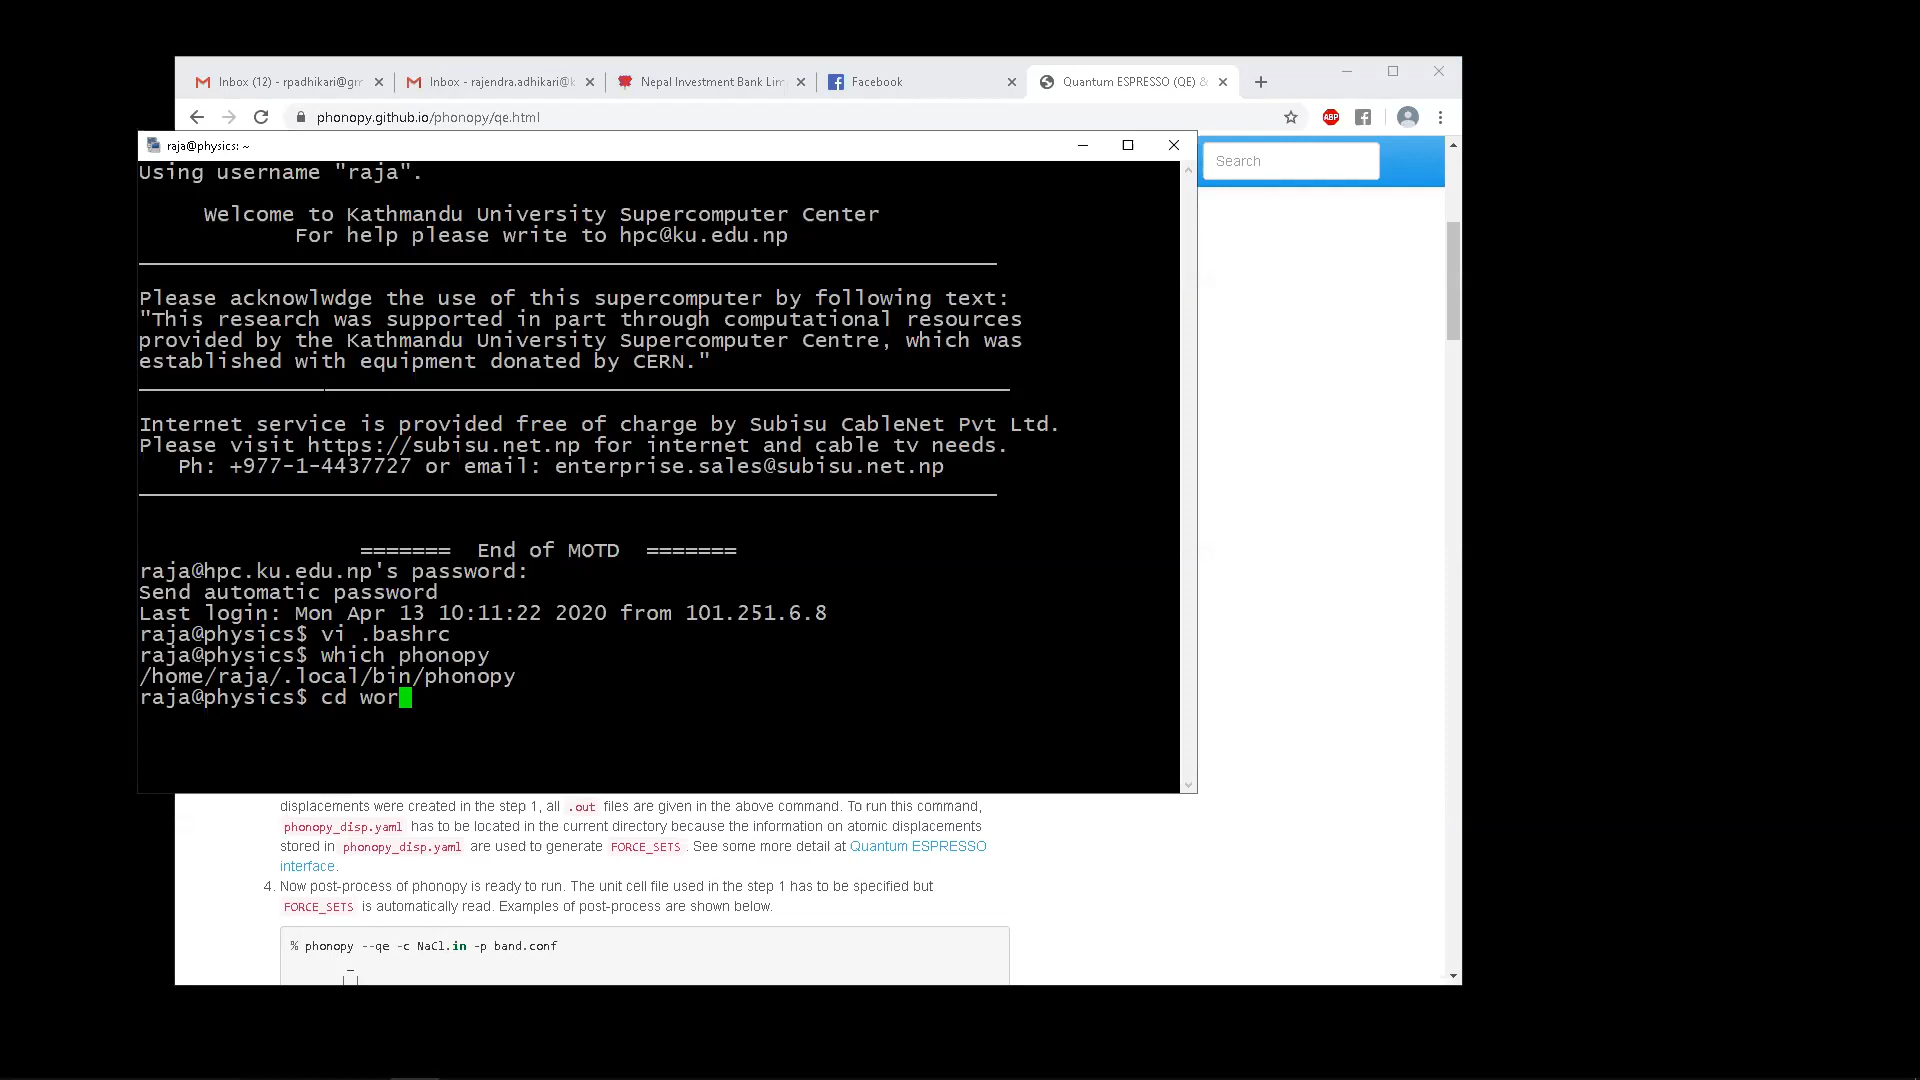 Inbox (12) - rpadhikari@gm
Inbox - rajendra.adhikari@k
Nepal Investment Bank Lim
Facebook
Quantum ESPRESSO (QE) &
phonopy.github.io/phonopy/qe.html
ABP
raja@physics: ~
Search
Using username "raja".
Welcome to Kathmandu University Supercomputer Center
For help please write to hpc@ku.edu.np
Please acknowlwdge the use of this supercomputer by following text:
"This research was supported in part through computational resources
provided by the Kathmandu University Supercomputer Centre, which was
established with equipment donated by CERN."
Internet service is provided free of charge by Subisu CableNet Pvt Ltd.
Please visit https://subisu.net.np for internet and cable tv needs.
Ph: +977-1-4437727 or email: enterprise.sales@subisu.net.np
======= End of MOTD =======
raja@hpc.ku.edu.np's password:
Send automatic password
Last login: Mon Apr 13 10:11:22 2020 from 101.251.6.8
raja@physics$ vi .bashrc
raja@physics$ which phonopy
/home/raja/.local/bin/phonopy
raja@physics$ cd wor
displacements were created in the step 1, all .out files are given in the above command. To run this command,
phonopy_disp.yaml has to be located in the current directory because the information on atomic displacements
stored in phonopy_disp.yaml are used to generate FORCE_SETS . See some more detail at Quantum ESPRESSO
interface.
4. Now post-process of phonopy is ready to run. The unit cell file used in the step 1 has to be specified but
FORCE_SETS is automatically read. Examples of post-process are shown below.
% phonopy --qe -c NaCl.in -p band.conf